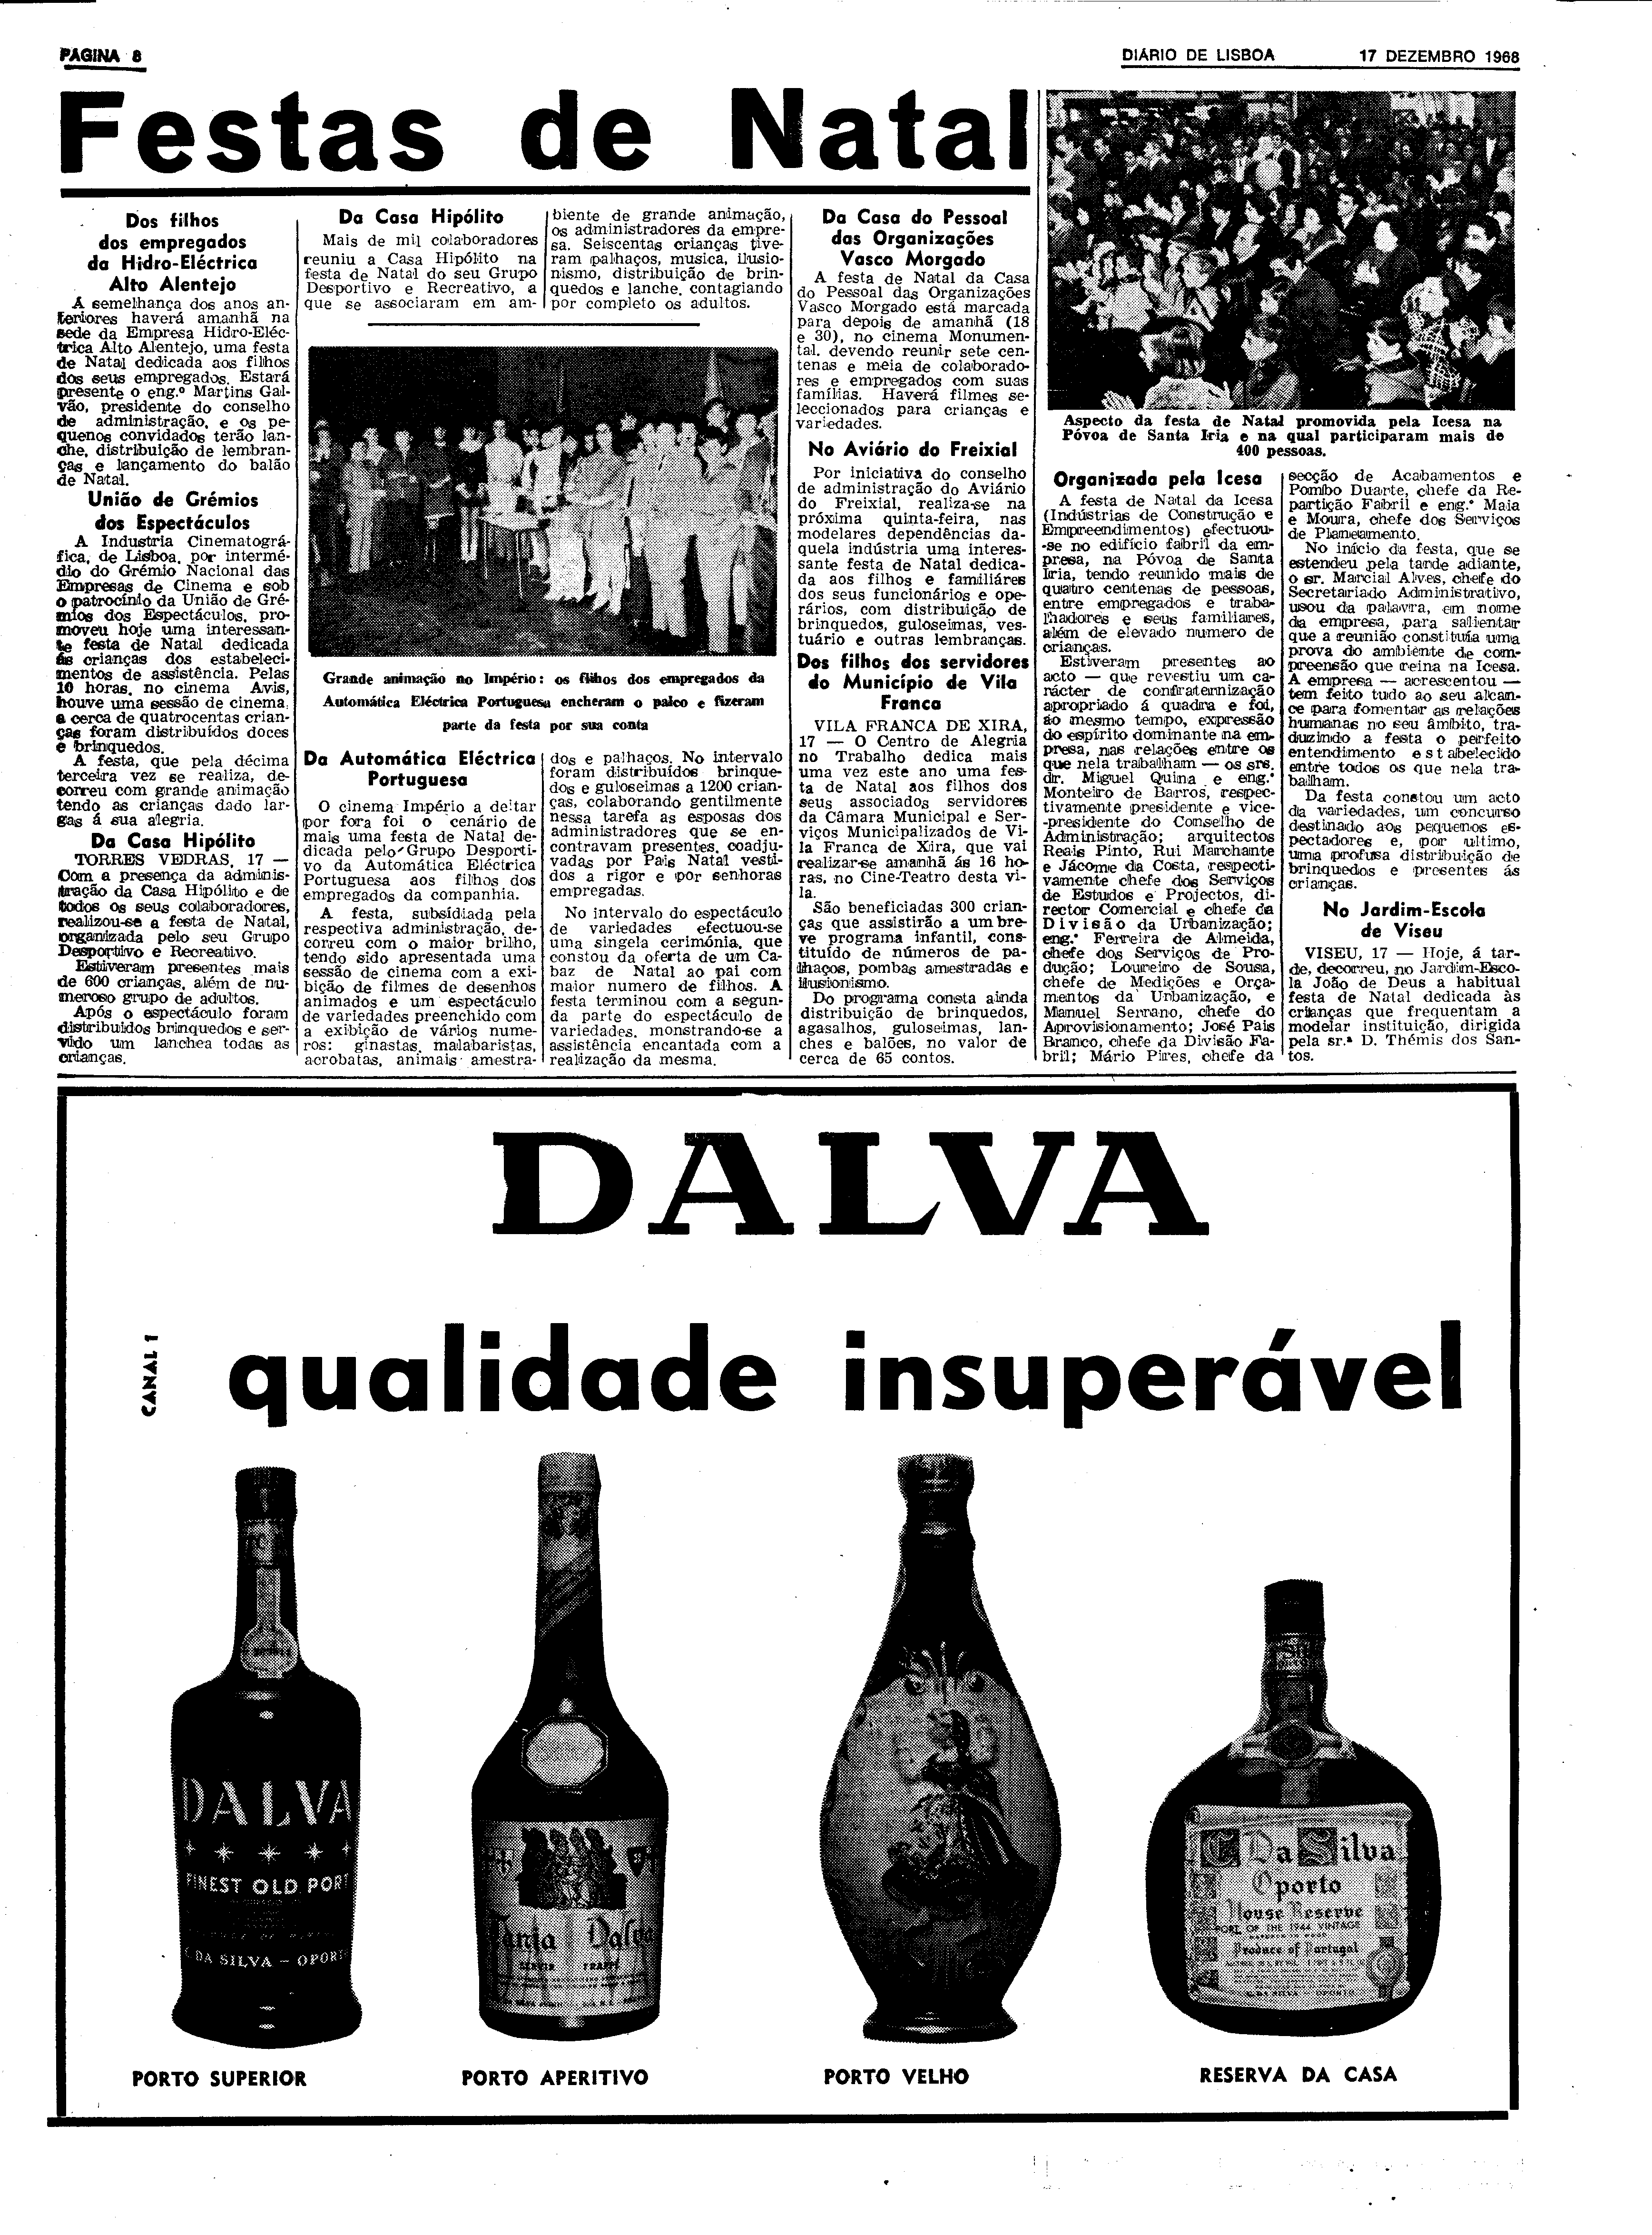 PÁGINA 8
DIÁRIO DE LISBOA 17 DEZEMBRO 1968
Festas de Natal
Dos filhos
dos empregados
da Hidro-Eléctrica
Alto Alentejo
Á semelhança dos anos an-
teriores haverá amanhã na
sede da Empresa Hidro-Eléc-
trica Alto Alentejo, uma festa
de Natal dedicada aos filhos
dos seus empregados. Estará
presente o eng.º Martins Gal-
vão, presidente do conselho
de administração, e os pe-
quenos convidados terão lan-
che, distribuição de lembran-
ças e lançamento do balão
de Natal.
União de Grémios
dos Espectáculos
A Industria Cinematográ-
fica, de Lisboa, por intermé-
dio do Grémio Nacional das
Empresas de Cinema e sob
o patrocínio da União de Gré-
mios dos Espectáculos, pro-
moveu hoje uma interessan-
te festa de Natal dedicada
ás crianças dos estabeleci-
mentos de assistência. Pelas
10 horas, no cinema Avis,
houve uma sessão de cinema,
a cerca de quatrocentas crian-
ças foram distribuídos doces
e brinquedos.
A festa, que pela décima
terceira vez se realiza, de-
correu com grande animação
tendo as crianças dado lar-
gas á sua alegria.
Da Casa Hipólito
TORRES VEDRAS, 17 —
Com a presença da adminis-
tração da Casa Hipólito e de
todos os seus colaboradores,
realizou-se a festa de Natal,
organizada pelo seu Grupo
Desportivo e Recreativo.
Estiveram presentes mais
de 600 crianças, além de nu-
meroso grupo de adultos.
Após o espectáculo foram
distribuídos brinquedos e ser-
vido um lanchea todas as
crianças.
Da Casa Hipólito
Mais de mil colaboradores
reuniu a Casa Hipólito na
festa de Natal do seu Grupo
Desportivo e Recreativo, a
que se associaram em am-
biente de grande animação,
os administradores da empre-
sa. Seiscentas crianças tive-
ram palhaços, musica, ilusio-
nismo, distribuição de brin-
quedos e lanche, contagiando
por completo os adultos.
Grande animação no Império: os filhos dos empregados da
Automática Eléctrica Portuguesa encheram o palco e fizeram
parte da festa por sua conta
Da Automática Eléctrica
Portuguesa
O cinema Império a deitar
por fora foi o cenário de
mais uma festa de Natal de-
dicada pelo Grupo Desporti-
vo da Automática Eléctrica
Portuguesa aos filhos dos
empregados da companhia.
A festa, subsídiada pela
respectiva administração, de-
correu com o maior brilho,
tendo sido apresentada uma
sessão de cinema com a exi-
bição de filmes de desenhos
animados e um espectáculo
de variedades preenchido com
a exibição de vários nume-
ros: ginastas, malabaristas,
acrobatas, animais amestra-
dos e palhaços. No intervalo
foram distribuídos brinque-
dos e guloseimas a 1200 crian-
ças, colaborando gentilmente
nessa tarefa as esposas dos
administradores que se en-
contravam presentes, coadju-
vadas por Pais Natal vesti-
dos a rigor e por senhoras
empregadas.
No intervalo do espectáculo
de variedades efectuou-se
uma singela cerimónia, que
constou da oferta de um Ca-
baz de Natal ao pai com
maior numero de filhos. A
festa terminou com a segun-
da parte do espectáculo de
variedades, monstrando-se a
assistência encantada com a
realização da mesma.
Da Casa do Pessoal
das Organizações
Vasco Morgado
A festa de Natal da Casa
do Pessoal das Organizações
Vasco Morgado está marcada
para depois de amanhã (18
e 30), no cinema Monumen-
tal, devendo reunir sete cen-
tenas e meia de colaborado-
res e empregados com suas
famílias. Haverá filmes se-
leccionados para crianças e
variedades.
No Aviário do Freixial
Por iniciativa do conselho
de administração do Aviário
do Freixial, realiza-se na
próxima quinta-feira, nas
modelares dependências da-
quela indústria uma interes-
sante festa de Natal dedica-
da aos filhos e familiáres
dos seus funcionários e ope-
rários, com distribuição de
brinquedos, guloseimas, ves-
tuário e outras lembranças.
Dos filhos dos servidores
do Município de Vila
Franca
VILA FRANCA DE XIRA,
17 — O Centro de Alegria
no Trabalho dedica mais
uma vez este ano uma fes-
ta de Natal aos filhos dos
seus associados servidores
da Câmara Municipal e Ser-
viços Municipalizados de Vi-
la Franca de Xira, que vai
realizar-se amanhã ás 16 ho-
ras, no Cine-Teatro desta vi-
la.
São beneficiadas 300 crian-
ças que assistirão a um bre-
ve programa infantil, cons-
tituído de números de pa-
lhaços, pombas amestradas e
ilusionismo.
Do programa consta ainda
distribuição de brinquedos,
agasalhos, guloseimas, lan-
ches e balões, no valor de
cerca de 65 contos.
Aspecto da festa de Natal promovida pela Icesa na
Póvoa de Santa Iria e na qual participaram mais de
400 pessoas.
Organizada pela Icesa
A festa de Natal da Icesa
(Indústrias de Construção e
Empreendimentos) efectuou-
-se no edifício fabril da em-
presa, na Póvoa de Santa
Iria, tendo reunido mais de
quatro centenas de pessoas,
entre empregados e traba-
lhadores e seus familiares,
além de elevado numero de
crianças.
Estiveram presentes ao
acto — que revestiu um ca-
rácter de confraternização
apropriado á quadra e foi,
ao mesmo tempo, expressão
do espírito dominante na em-
presa, nas relações entre os
que nela trabalham — os srs.
dr. Miguel Quina e eng.º
Monteiro de Barros, respec-
tivamente presidente e vice-
-presidente do Conselho de
Administração; arquitectos
Reais Pinto, Rui Marchante
e Jácome da Costa, respecti-
vamente chefe dos Serviços
de Estudos e Projectos, di-
rector Comercial e chefe da
Divisão da Urbanização;
eng.º Ferreira de Almeida,
chefe dos Serviços de Pro-
dução; Loureiro de Sousa,
chefe de Medições e Orça-
mentos da Urbanização, e
Manuel Serrano, chefe do
Aprovisionamento; José Pais
Branco, chefe da Divisão Fa-
bril; Mário Pires, chefe da
secção de Acabamentos e
Pombo Duarte, chefe da Re-
partição Fabril e eng.º Maia
e Moura, chefe dos Serviços
de Planeamento.
No início da festa, que se
estendeu pela tarde adiante,
o sr. Marcial Alves, chefe do
Secretariado Administrativo,
usou da palavra, em nome
da empresa, para salientar
que a reunião constituía uma
prova do ambiente de com-
preensão que reina na Icesa.
A empresa — acrescentou —
tem feito tudo ao seu alcan-
ce para fomentar as relações
humanas no seu âmbito, tra-
duzindo a festa o perfeito
entendimento estabelecido
entre todos os que nela tra-
balham.
Da festa constou um acto
da variedades, um concurso
destinado aos pequenos es-
pectadores e, por ultimo,
uma profusa distribuição de
brinquedos e presentes ás
crianças.
No Jardim-Escola
de Viseu
VISEU, 17 — Hoje, á tar-
de, decorreu, no Jardim-Esco-
la João de Deus a habitual
festa de Natal dedicada às
crianças que frequentam a
modelar instituição, dirigida
pela sr.ª D. Thémis dos San-
tos.
DALVA
CANAL 1
qualidade insuperável
DALVA
FINEST OLD PORT
C. DA SILVA — OPORTO
Dalva
SERVIR FRAPPÉ
C Da Silva
Oporto
House Reserve
PORT OF THE 1944 VINTAGE
Produce of Portugal
C. DA SILVA — OPORTO
PORTO SUPERIOR
PORTO APERITIVO
PORTO VELHO
RESERVA DA CASA